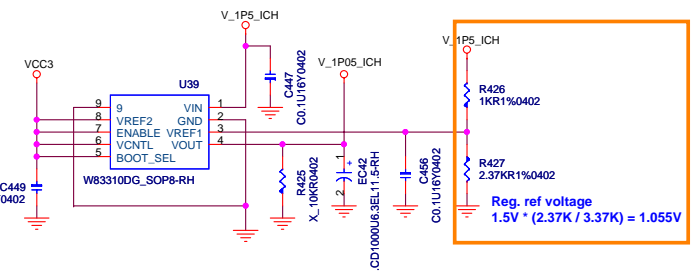 V_1P5_ICH
VCC3
U39
C447
C0.1U16Y0402
V_1P05_ICH
V_1P5_ICH
R426
1KR1%0402
9 9 VIN 1
8 VREF2 GND 2
7 ENABLE VREF1 3
6 VCNTL VOUT 4
5 BOOT_SEL
W83310DG_SOP8-RH
C449
0402
R425
X_10KR0402
1
+
2
EC42
.CD1000U6.3EL11.5-RH
C456
C0.1U16Y0402
R427
2.37KR1%0402
Reg. ref voltage
1.5V * (2.37K / 3.37K) = 1.055V